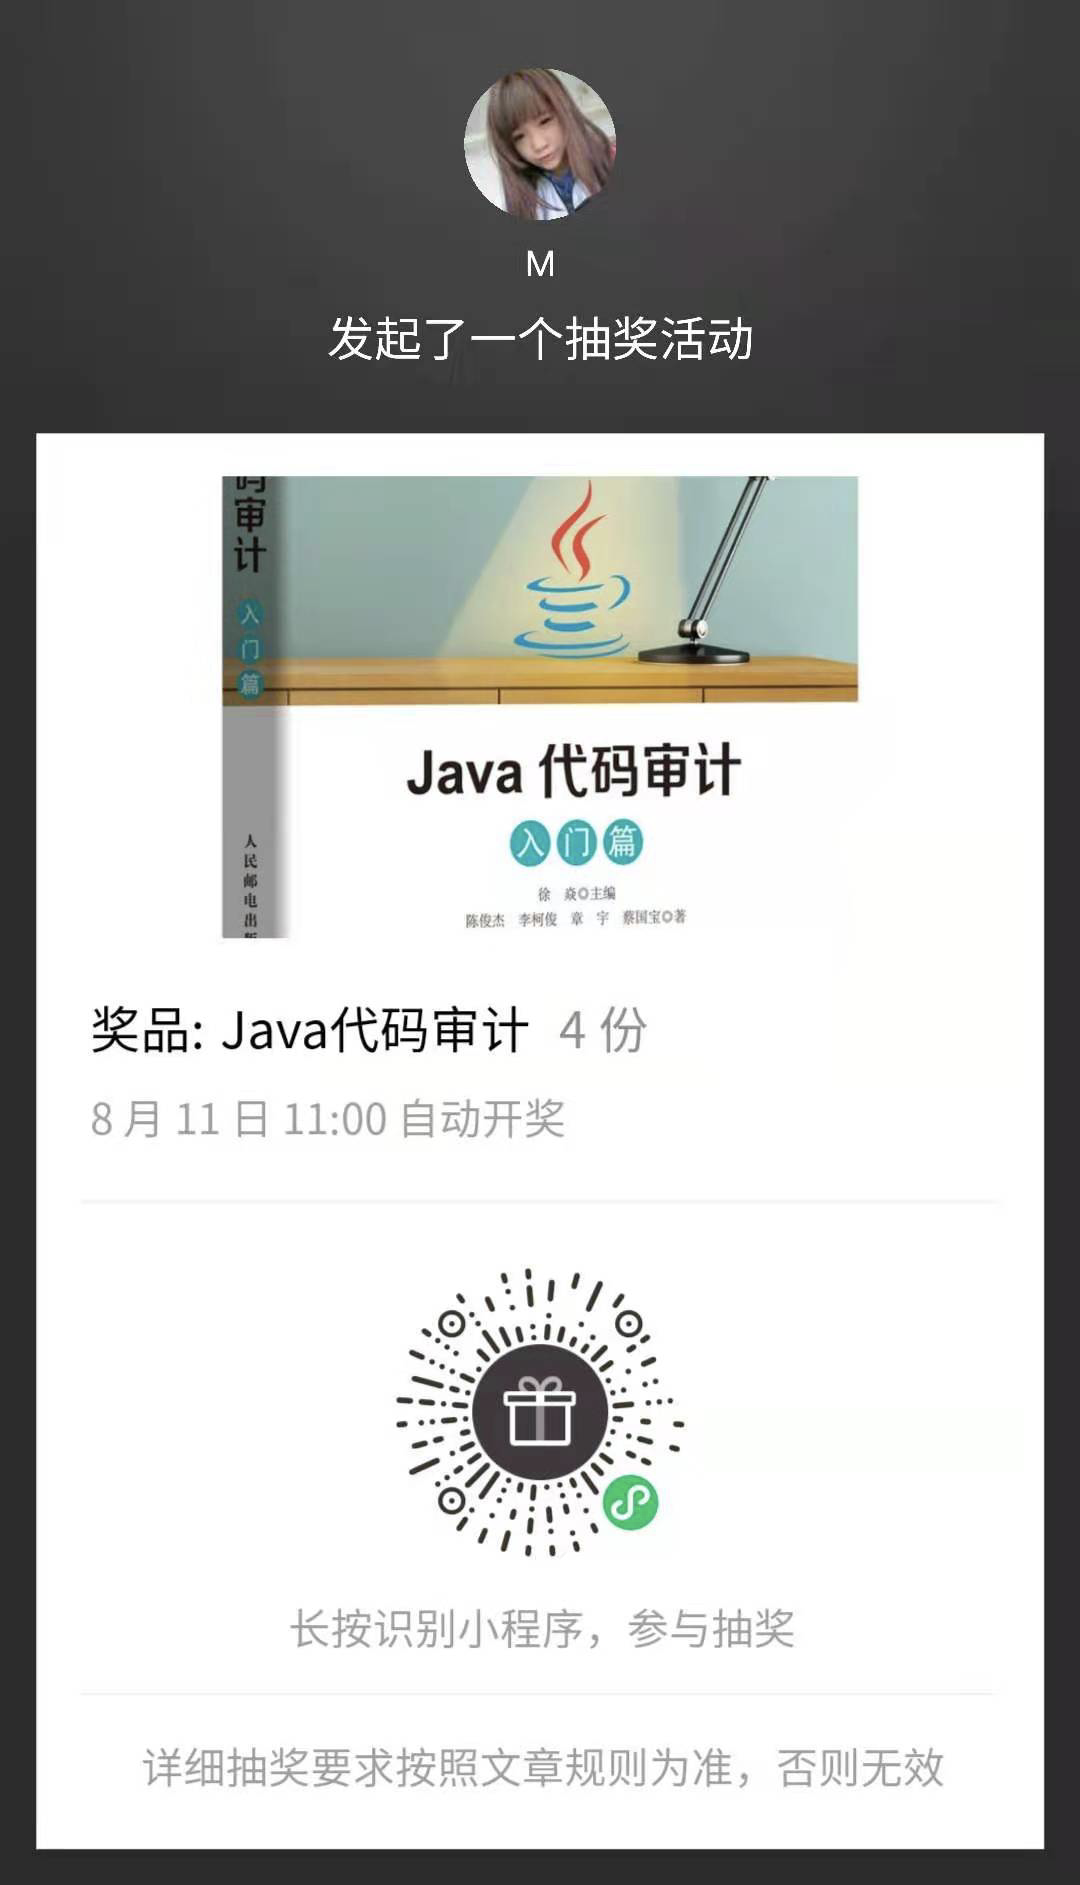 M
发起了一个抽奖活动
码审计
入门篇
人民邮电出版
Java 代码审计
入门篇
徐 焱◎主编
陈俊杰 李柯俊 章 宇 蔡国宝◎著
奖品: Java代码审计 4 份
8 月 11 日 11:00 自动开奖
长按识别小程序，参与抽奖
详细抽奖要求按照文章规则为准，否则无效